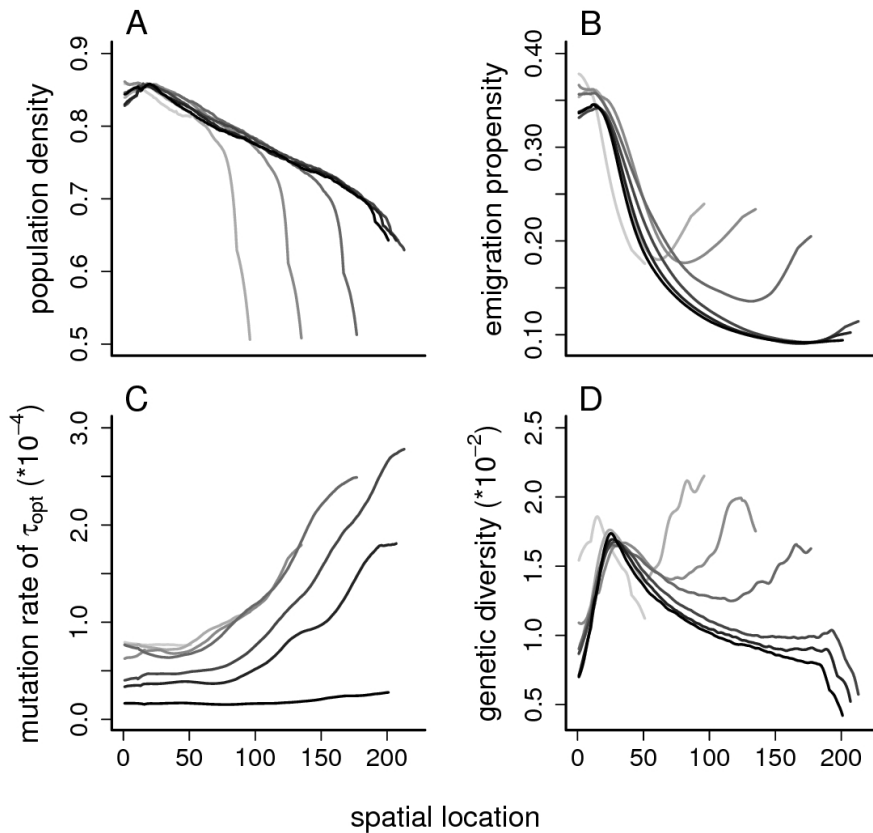 A
B
population density
0.5 0.6 0.7 0.8 0.9
emigration propensity
0.10 0.20 0.30 0.40
C
D
mutation rate of τopt (*10−4)
0.0 1.0 2.0 3.0
genetic diversity (*10−2)
0.5 1.0 1.5 2.0 2.5
0 50 100 150 200
0 50 100 150 200
spatial location